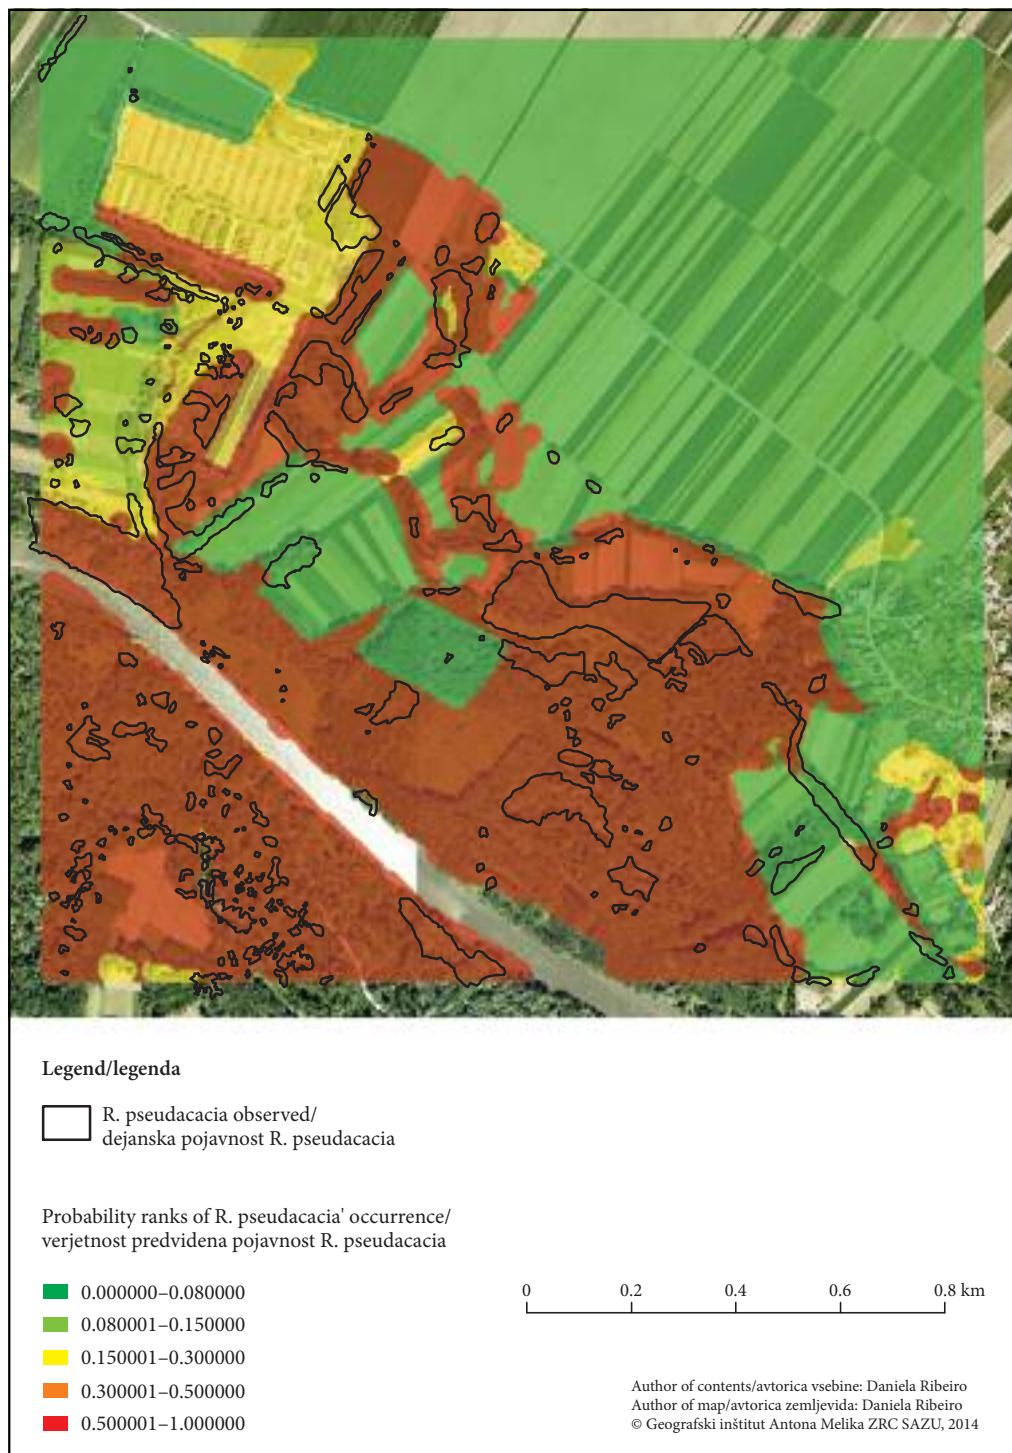 Legend/legenda
R. pseudacacia observed/
dejanska pojavnost R. pseudacacia
Probability ranks of R. pseudacacia' occurrence/
verjetnost predvidena pojavnost R. pseudacacia
0.000000–0.080000
0.080001–0.150000
0.150001–0.300000
0.300001–0.500000
0.500001–1.000000
0 0.2 0.4 0.6 0.8 km
Author of contents/avtorica vsebine: Daniela Ribeiro
Author of map/avtorica zemljevida: Daniela Ribeiro
© Geografski inštitut Antona Melika ZRC SAZU, 2014